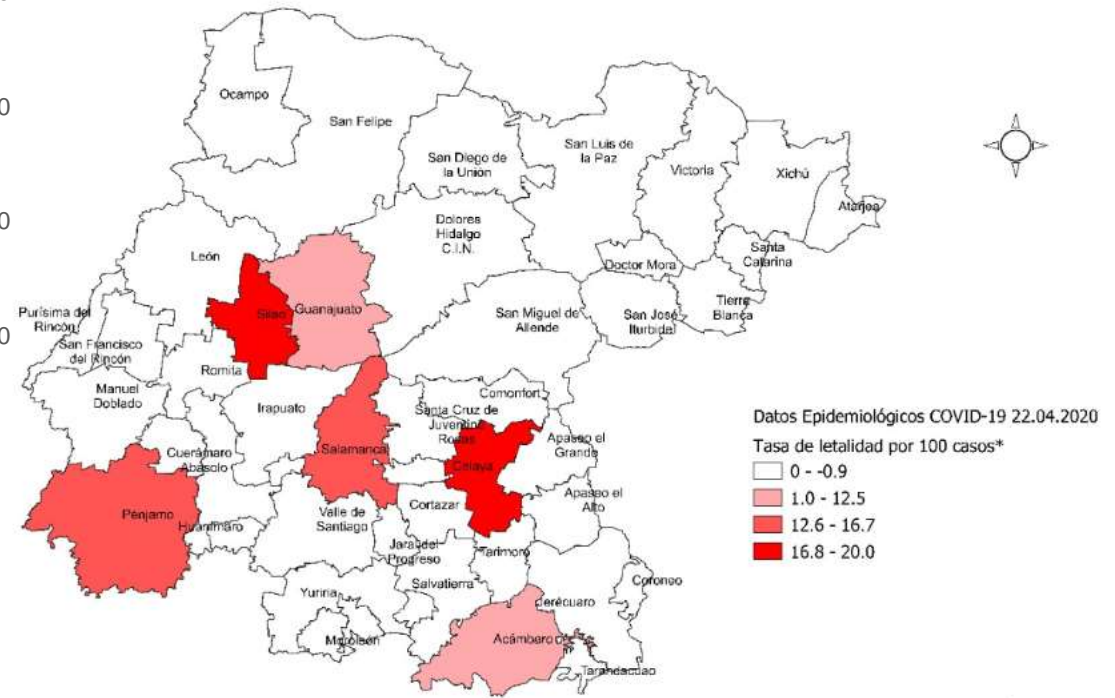 0
0
0
Ocampo
San Felipe
San Diego de
la Unión
San Luis de
la Paz
Victoria
Xichú
Atarjea
Dolores
Hidalgo
C.I.N.
León
Doctor Mora
Santa
Catarina
Tierra
Blanca
San José
Iturbide
San Miguel de
Allende
Silao
Guanajuato
Purísima del
Rincón
San Francisco
del Rincón
Romita
Manuel
Doblado
Irapuato
Comonfort
Santa Cruz de
Juventino
Rosas
Apaseo el
Grande
Celaya
Salamanca
Cuerámaro
Abasolo
Pénjamo
Huanímaro
Valle de
Santiago
Cortazar
Apaseo el
Alto
Jaral del
Progreso
Tarimoro
Salvatierra
Coroneo
Jerécuaro
Yuriria
Moroleón
Acámbaro
Tarandacuao
Datos Epidemiológicos COVID-19 22.04.2020
Tasa de letalidad por 100 casos*
0 - -0.9
1.0 - 12.5
12.6 - 16.7
16.8 - 20.0